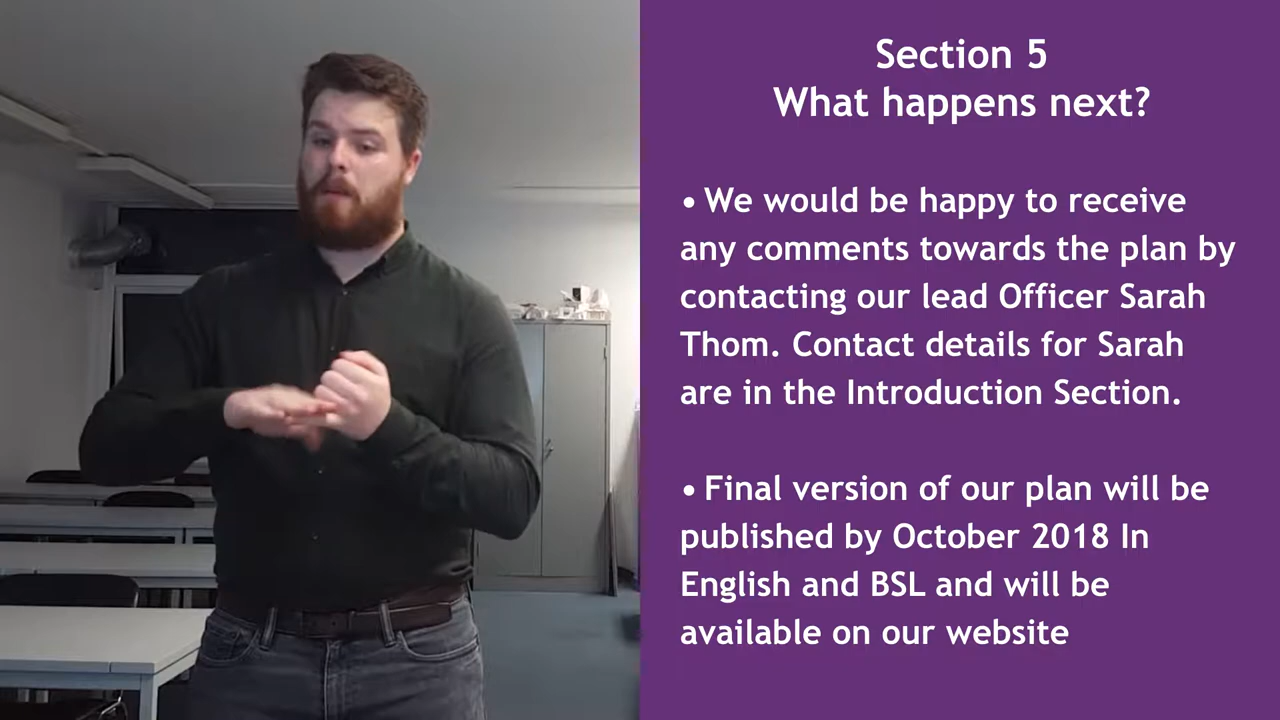 Section 5
What happens next?
• We would be happy to receive
any comments towards the plan by
contacting our lead Officer Sarah
Thom. Contact details for Sarah
are in the Introduction Section.
• Final version of our plan will be
published by October 2018 In
English and BSL and will be
available on our website